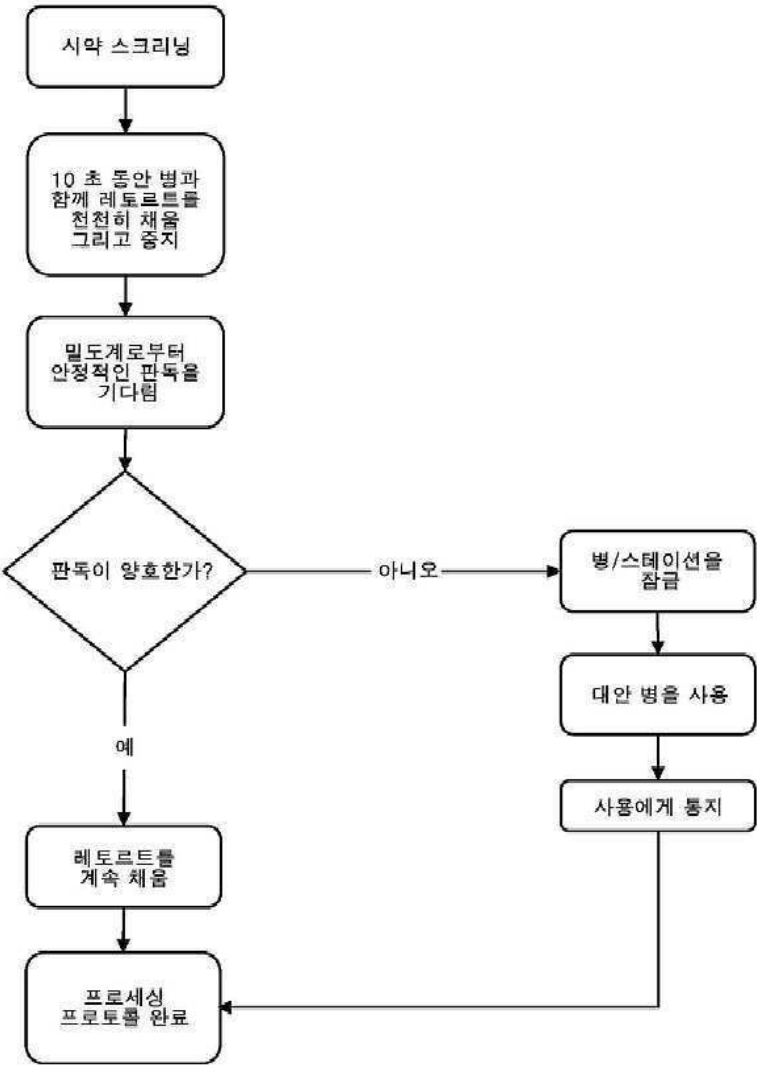 시약 스크리닝
10 초 동안 병과
함께 레토르트를
천천히 채움
그리고 중지
밀도계로부터
안정적인 판독을
기다림
판독이 양호한가?
아니오
병/스테이션을
잠금
대안 병을 사용
사용에게 통지
예
레토르트를
계속 채움
프로세싱
프로토콜 완료